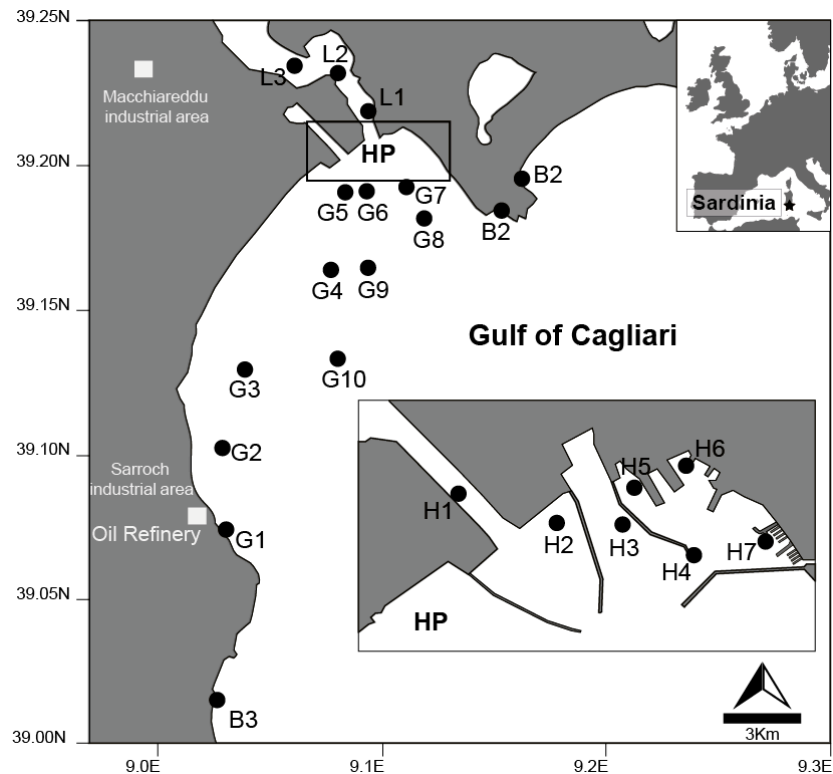 39.25N
39.20N
39.15N
39.10N
39.05N
39.00N
9.0E
9.1E
9.2E
9.3E
Macchiareddu
industrial area
L3
L2
L1
HP
B2
B2
G5
G6
G7
G8
G4
G9
G3
G10
G2
G1
B3
Sarroch
industrial area
Oil Refinery
Gulf of Cagliari
Sardinia
H1
H2
H3
H4
H5
H6
H7
HP
3Km